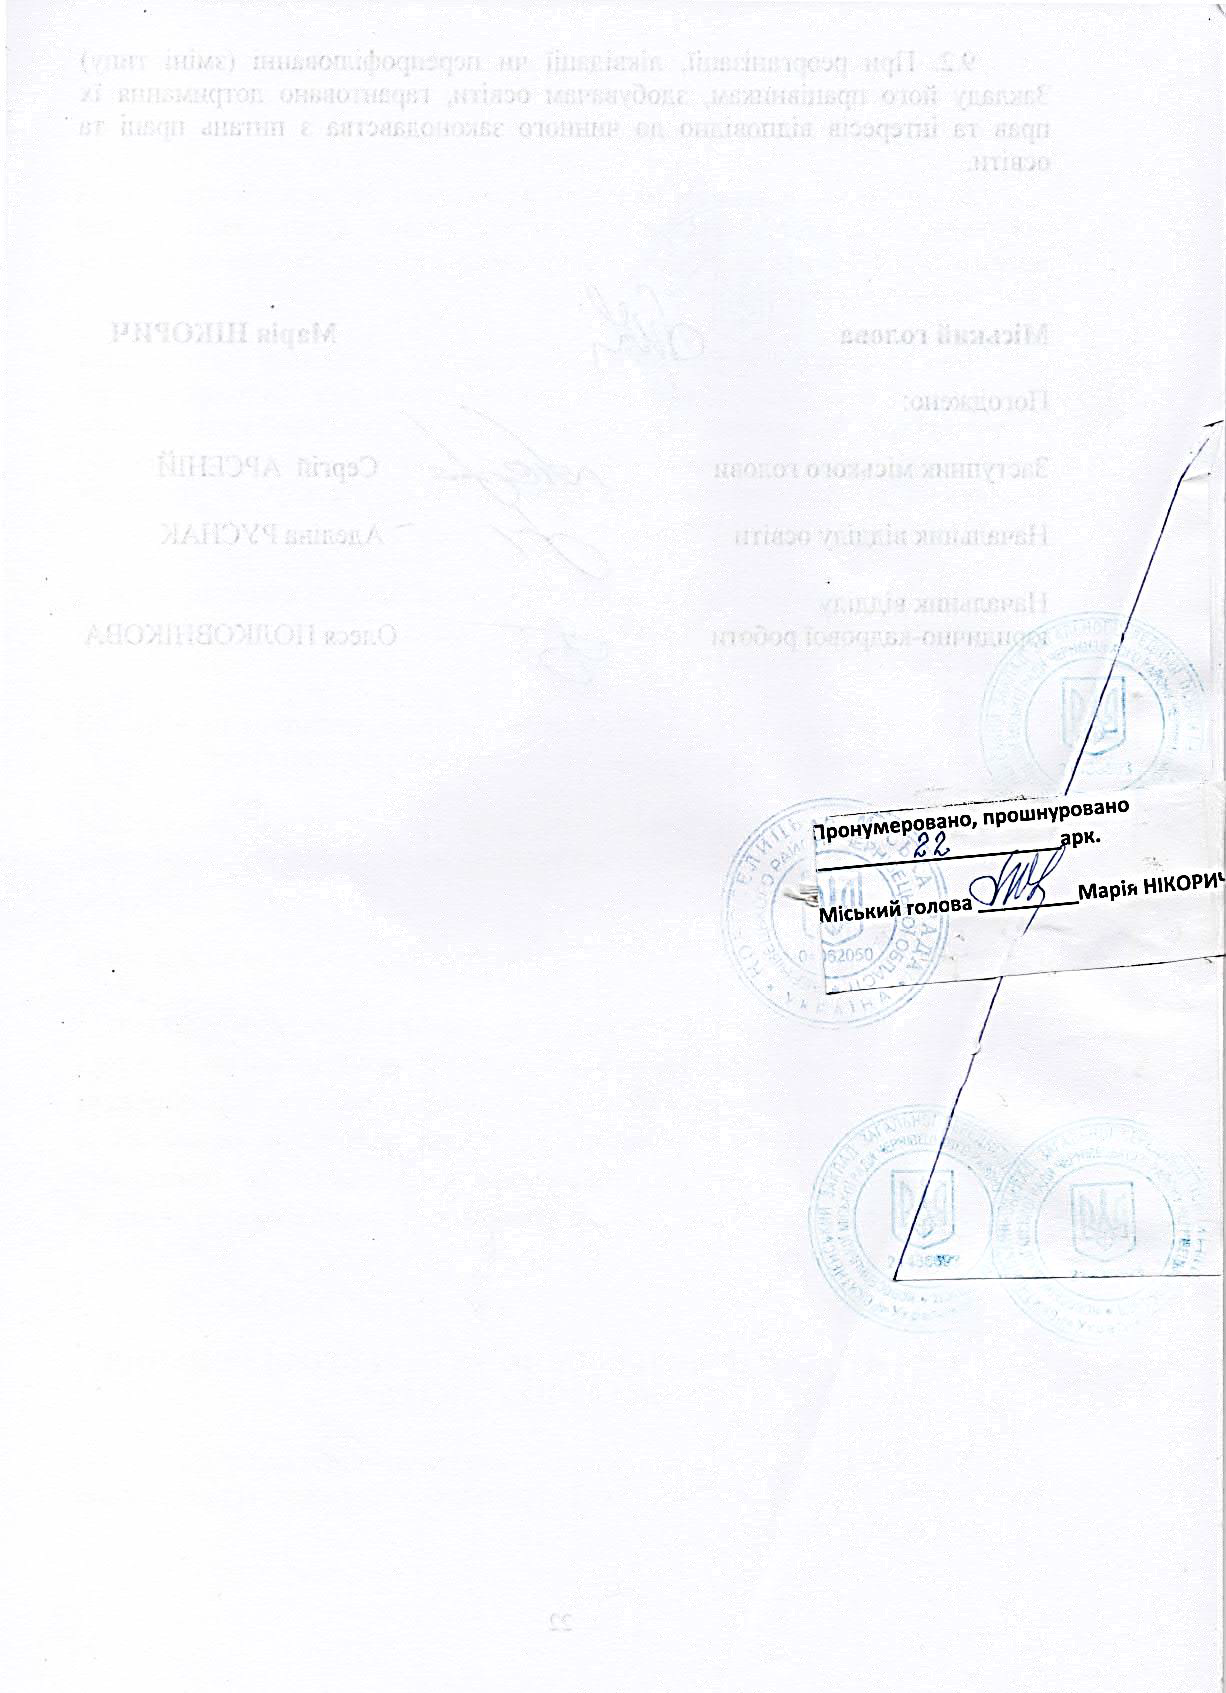 9.2. При реорганізації, ліквідації чи перепрофілюванні (зміні типу)
Закладу його працівникам, здобувачам освіти, гарантовано дотримання їх
прав та інтересів відповідно до чинного законодавства з питань праці та
освіти.
Міський голова Марія НІКОРИЧ
Погоджено:
Заступник міського голови Сергій АРСЕНІЙ
Начальник відділу освіти Аделіна РУСНАК
Начальник відділу
юридично-кадрової роботи Олеся ПОЛКОВНІКОВА
Пронумеровано, прошнуровано
22 арк.
Міський голова Марія НІКОРИЧ
УКРАЇНА
22